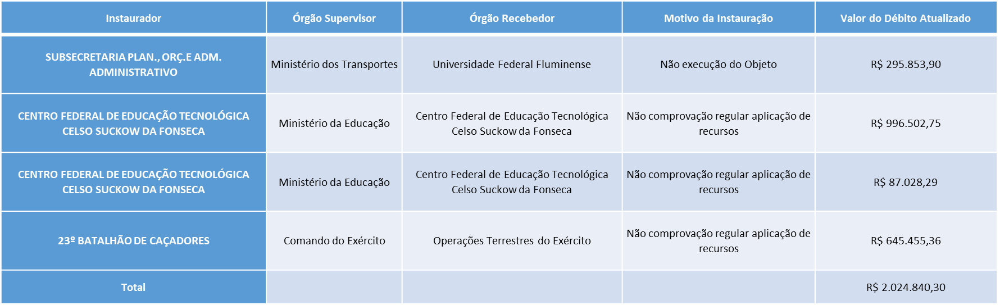 Instaurador Órgão Supervisor Órgão Recebedor Motivo da Instauração Valor do Débito Atualizado
SUBSECRETARIA PLAN., ORÇ.E ADM.
ADMINISTRATIVO
Ministério dos Transportes
Universidade Federal Fluminense
Não execução do Objeto
R$ 295.853,90
CENTRO FEDERAL DE EDUCAÇÃO TECNOLÓGICA
CELSO SUCKOW DA FONSECA
Ministério da Educação
Centro Federal de Educação Tecnológica
Celso Suckow da Fonseca
Não comprovação regular aplicação de
recursos
R$ 996.502,75
CENTRO FEDERAL DE EDUCAÇÃO TECNOLÓGICA
CELSO SUCKOW DA FONSECA
Ministério da Educação
Centro Federal de Educação Tecnológica
Celso Suckow da Fonseca
Não comprovação regular aplicação de
recursos
R$ 87.028,29
23º BATALHÃO DE CAÇADORES
Comando do Exército
Operações Terrestres do Exército
Não comprovação regular aplicação de
recursos
R$ 645.455,36
Total
R$ 2.024.840,30